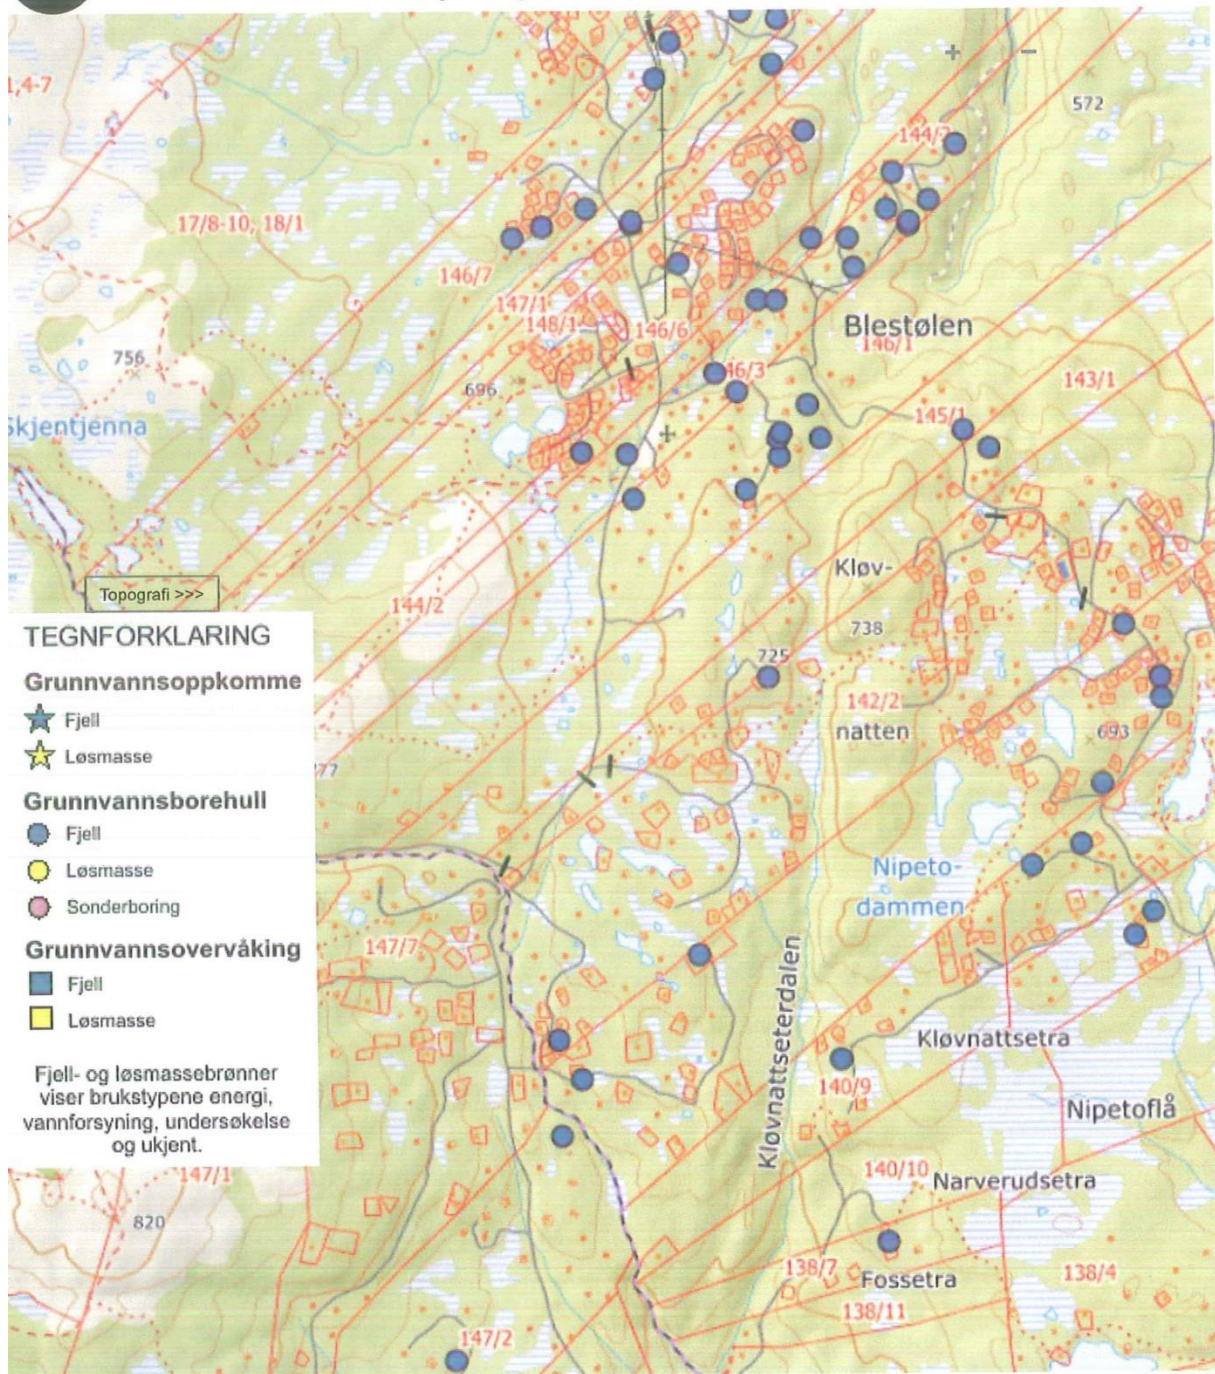 572
1,4-7
144/2
17/8-10, 18/1
146/7
147/1
148/1
146/6
Blestølen
146/1
756
696
46/3
143/1
Skjentjenna
145/1
Kløv-
Topografi >>>
144/2
738
725
142/2
natten
693
TEGNFORKLARING
Grunnvannsoppkomme
Fjell
Løsmasse
77
Grunnvannsborehull
Fjell
Løsmasse
Sonderboring
Grunnvannsovervåking
Fjell
Løsmasse
Fjell- og løsmassebrønner
viser brukstypene energi,
vannforsyning, undersøkelse
og ukjent.
Nipeto-
dammen
147/7
Kløvnattseterdalen
Kløvnattsetra
140/9
Nipetoflå
140/10
Narverudsetra
147/1
820
138/7
Fossetra
138/4
138/11
147/2